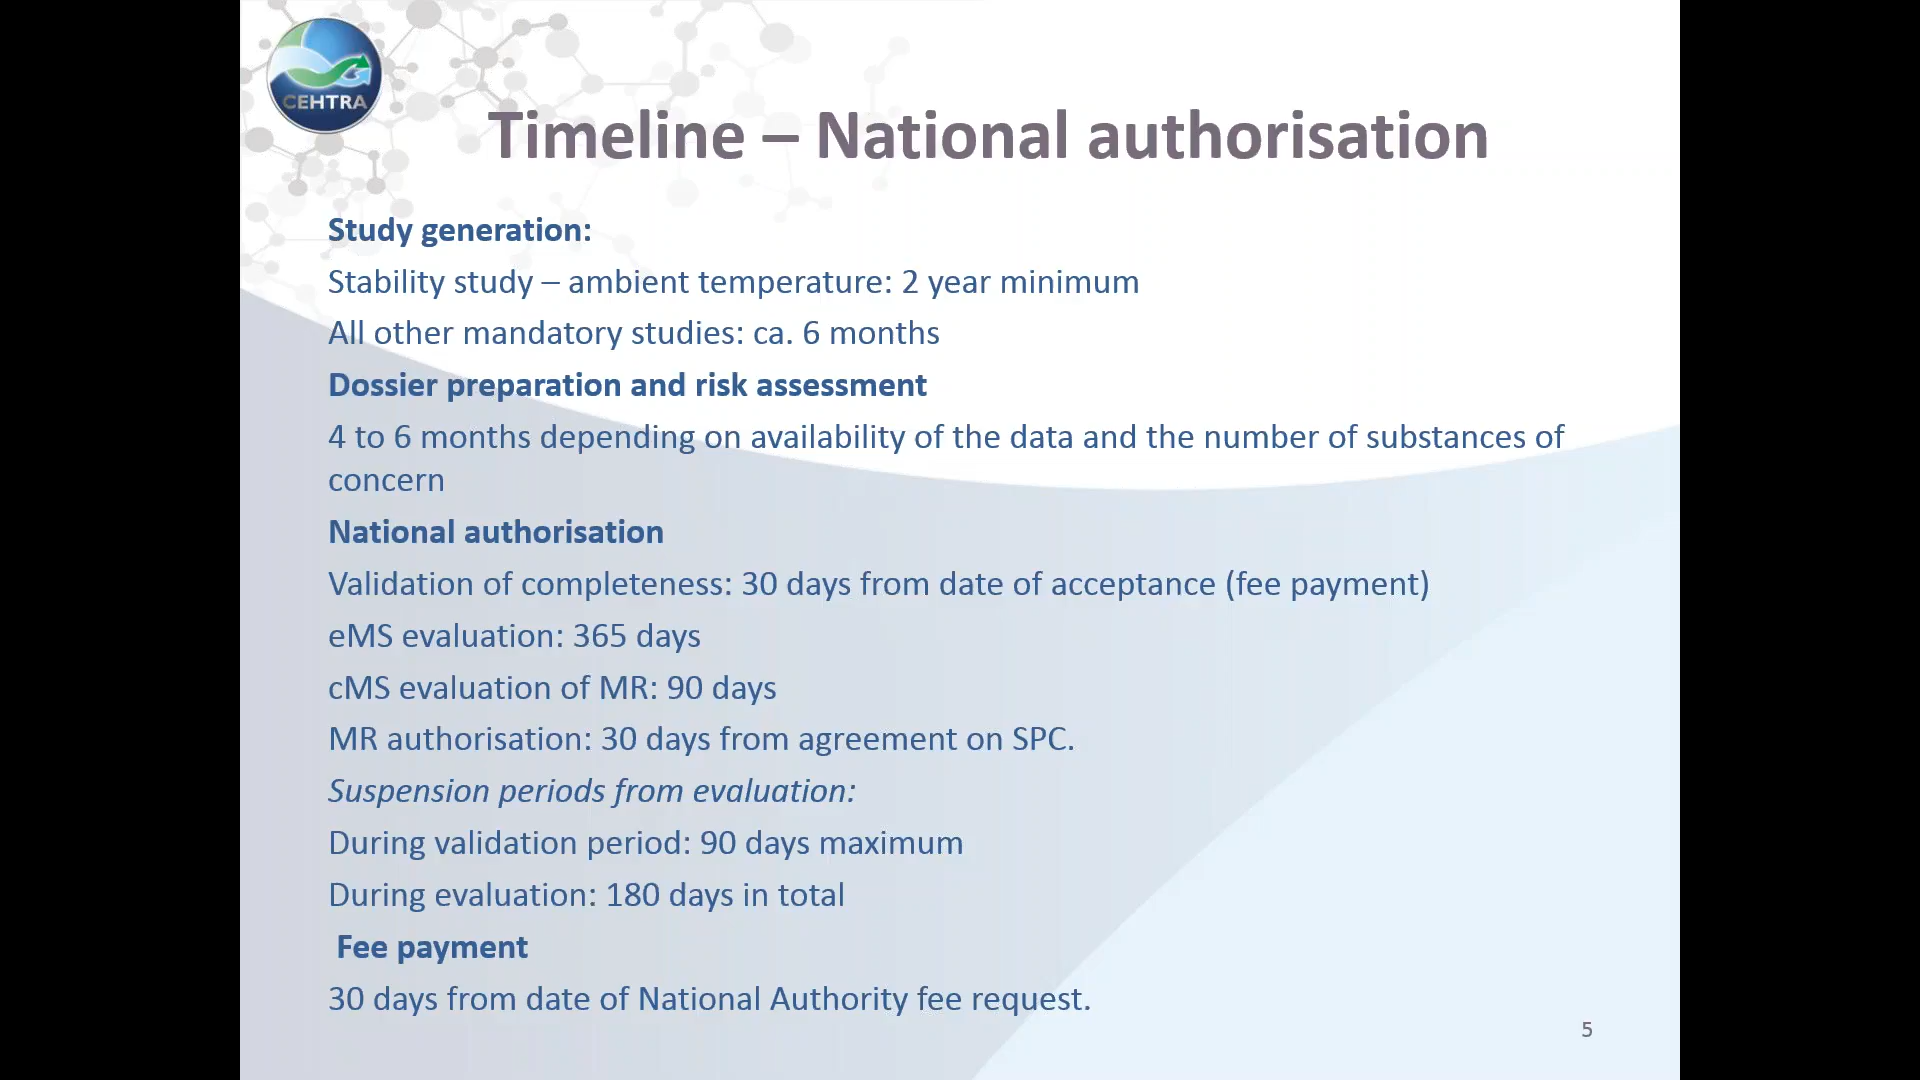 CEHTRA
Timeline – National authorisation
Study generation:
Stability study – ambient temperature: 2 year minimum
All other mandatory studies: ca. 6 months
Dossier preparation and risk assessment
4 to 6 months depending on availability of the data and the number of substances of
concern
National authorisation
Validation of completeness: 30 days from date of acceptance (fee payment)
eMS evaluation: 365 days
cMS evaluation of MR: 90 days
MR authorisation: 30 days from agreement on SPC.
Suspension periods from evaluation:
During validation period: 90 days maximum
During evaluation: 180 days in total
Fee payment
30 days from date of National Authority fee request.
5